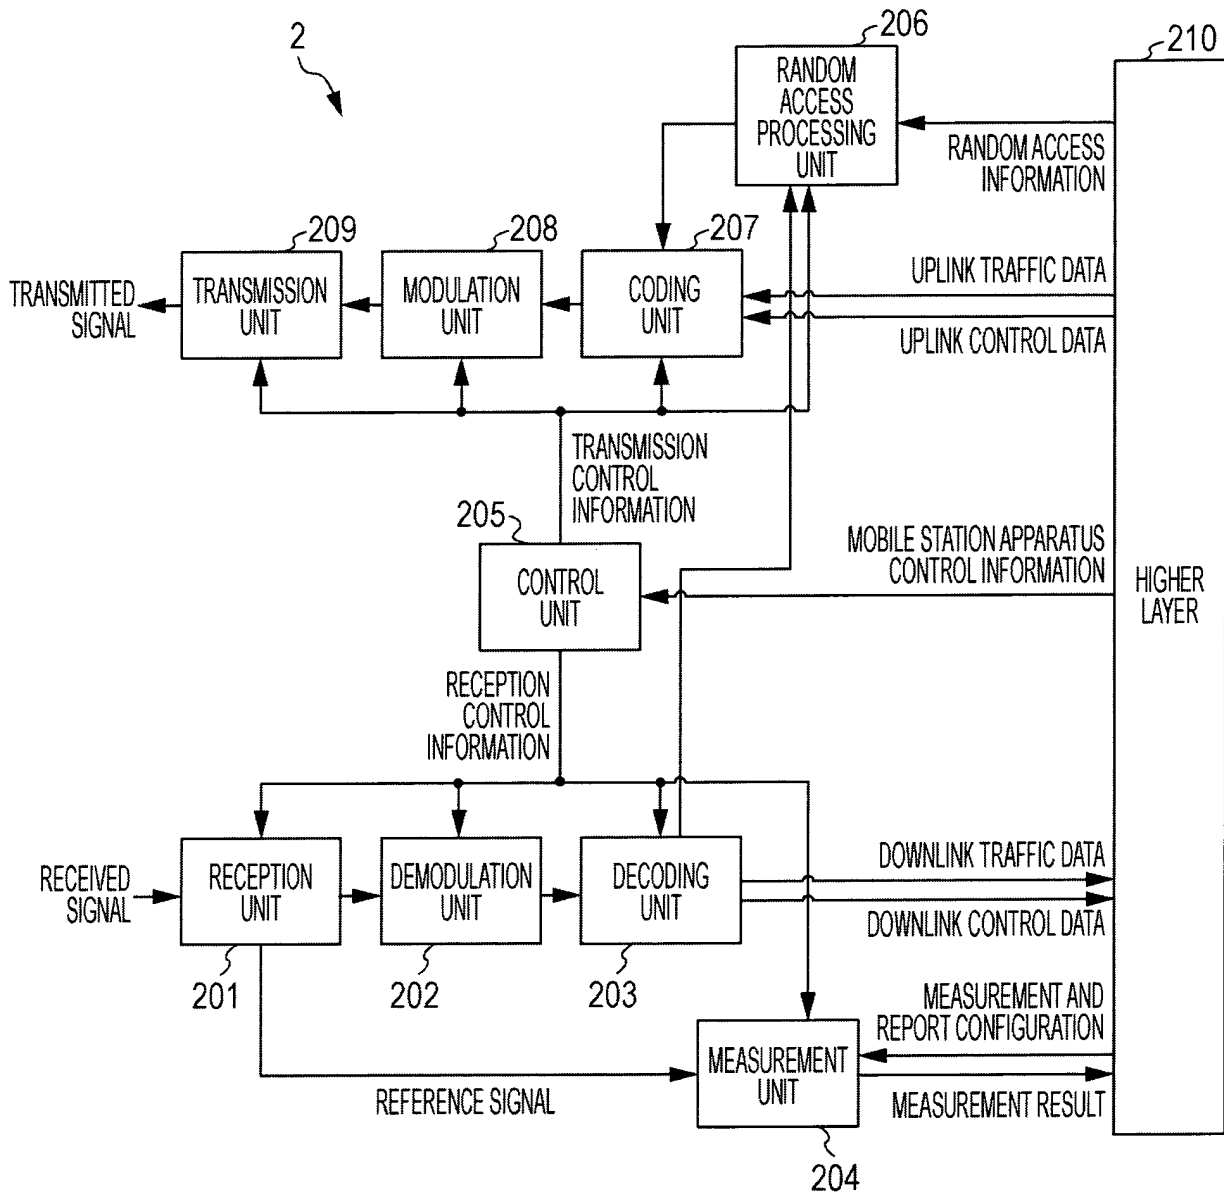 2
206
210
RANDOM
ACCESS
PROCESSING
UNIT
RANDOM ACCESS
INFORMATION
209
208
207
TRANSMITTED
SIGNAL
TRANSMISSION
UNIT
MODULATION
UNIT
CODING
UNIT
UPLINK TRAFFIC DATA
UPLINK CONTROL DATA
TRANSMISSION
CONTROL
INFORMATION
205
CONTROL
UNIT
MOBILE STATION APPARATUS
CONTROL INFORMATION
HIGHER
LAYER
RECEPTION
CONTROL
INFORMATION
RECEIVED
SIGNAL
RECEPTION
UNIT
DEMODULATION
UNIT
DECODING
UNIT
DOWNLINK TRAFFIC DATA
DOWNLINK CONTROL DATA
201
202
203
MEASUREMENT AND
REPORT CONFIGURATION
MEASUREMENT
UNIT
REFERENCE SIGNAL
MEASUREMENT RESULT
204